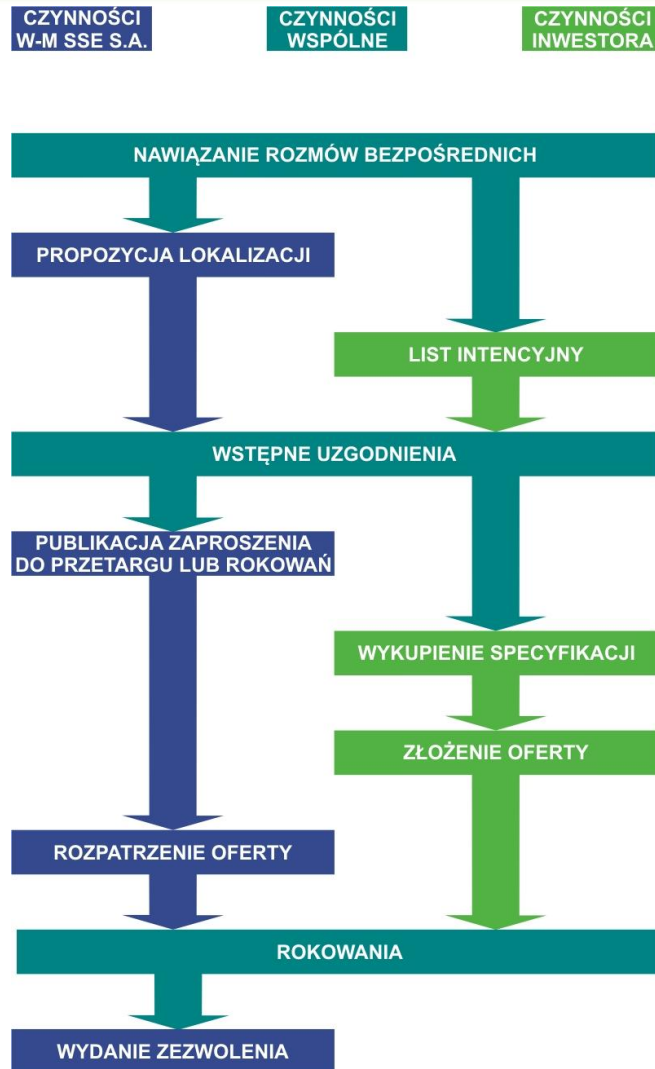 CZYNNOŚCI
W-M SSE S.A.
CZYNNOŚCI
WSPÓLNE
CZYNNOŚCI
INWESTORA
NAWIĄZANIE ROZMÓW BEZPOŚREDNICH
PROPOZYCJA LOKALIZACJI
LIST INTENCYJNY
WSTĘPNE UZGODNIENIA
PUBLIKACJA ZAPROSZENIA
DO PRZETARGU LUB ROKOWAŃ
WYKUPIENIE SPECYFIKACJI
ZŁOŻENIE OFERTY
ROZPATRZENIE OFERTY
ROKOWANIA
WYDANIE ZEZWOLENIA